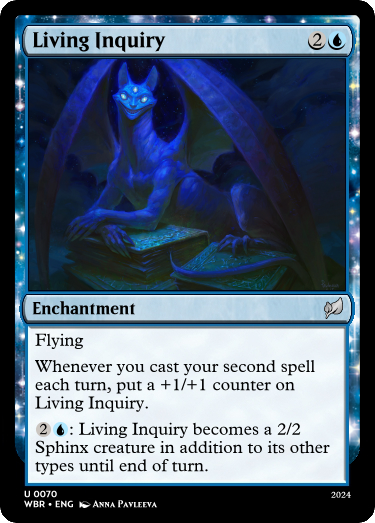 Living Inquiry 2
Enchantment
Flying
Whenever you cast your second spell
each turn, put a +1/+1 counter on
Living Inquiry.
2 : Living Inquiry becomes a 2/2
Sphinx creature in addition to its other
types until end of turn.
U 0070 2024
WBR • ENG Anna Pavleeva